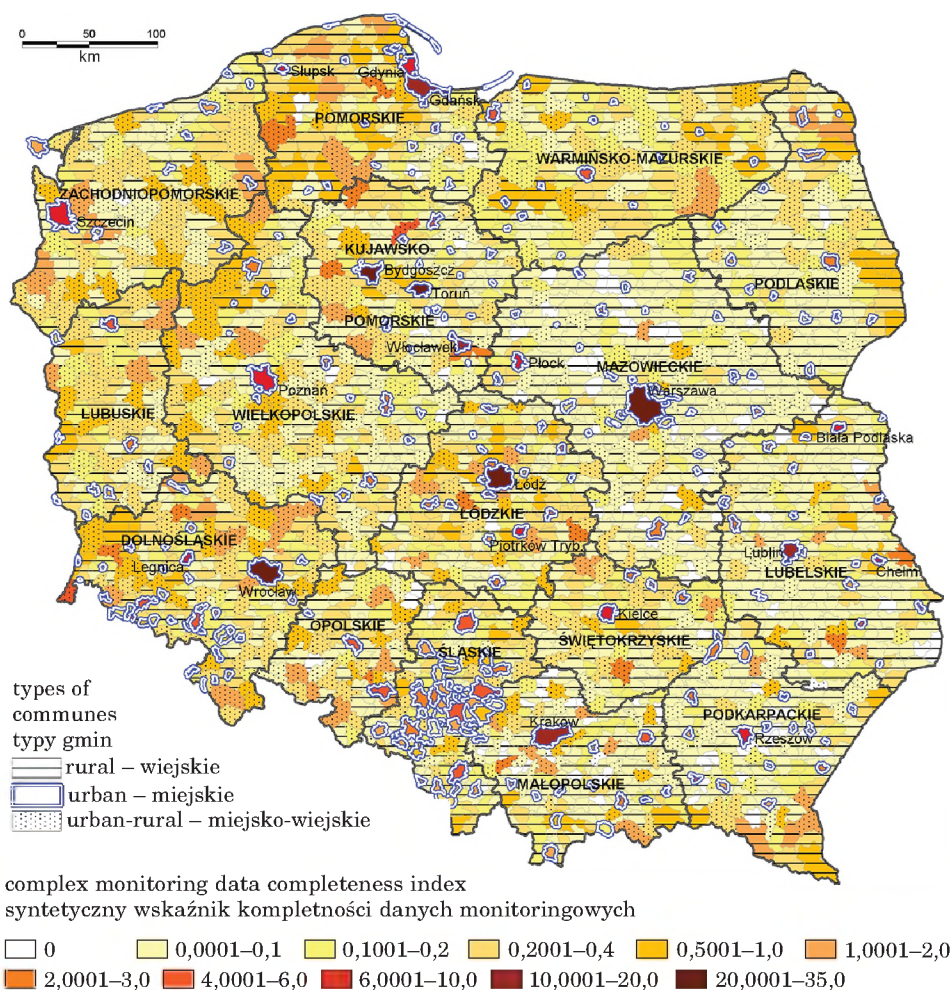 0 50 100
km
Słupsk
Gdynia
Gdańsk
POMORSKIE
WARMIŃSKO-MAZURSKIE
ZACHODNIOPOMORSKIE
Szczecin
KUJAWSKO-
Bydgoszcz
PODLASKIE
Toruń
POMORSKIE
Włocławek
Płock
MAZOWIECKIE
Poznań
Warszawa
LUBUSKIE
WIELKOPOLSKIE
Biała Podlaska
Łódź
ŁÓDZKIE
DOLNOŚLĄSKIE
Piotrków Tryb.
Lublin
Legnica
LUBELSKIE
Chełm
Wrocław
Kielce
OPOLSKIE
ŚWIĘTOKRZYSKIE
ŚLĄSKIE
types of
communes
typy gmin
Kraków
PODKARPACKIE
Rzeszów
rural – wiejskie
MAŁOPOLSKIE
urban – miejskie
urban-rural – miejsko-wiejskie
complex monitoring data completeness index
syntetyczny wskaźnik kompletności danych monitoringowych
0 0,0001–0,1 0,1001–0,2 0,2001–0,4 0,5001–1,0 1,0001–2,0
2,0001–3,0 4,0001–6,0 6,0001–10,0 10,0001–20,0 20,0001–35,0